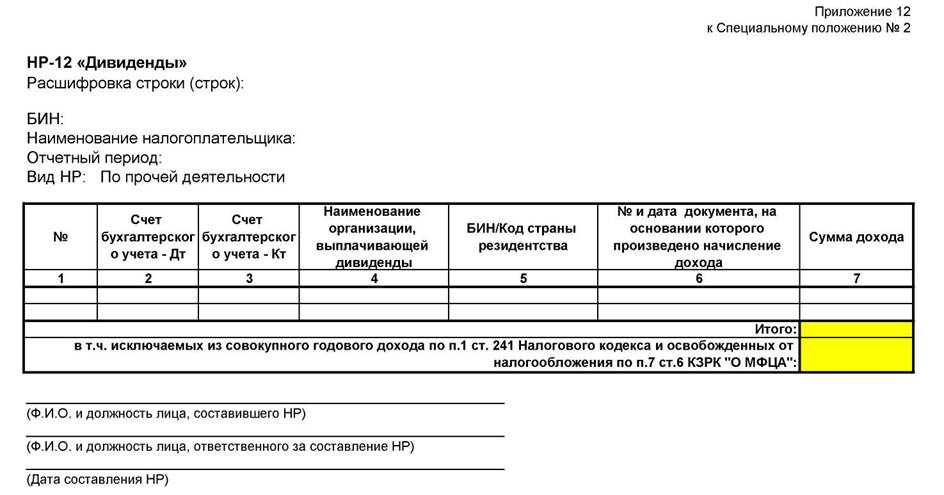 Приложение 12
к Специальному положению № 2
НР-12 «Дивиденды»
Расшифровка строки (строк):
БИН:
Наименование налогоплательщика:
Отчетный период:
Вид НР: По прочей деятельности
№
Счет
бухгалтерског
о учета - Дт
Счет
бухгалтерског
о учета - Кт
Наименование
организации,
выплачивающей
дивиденды
БИН/Код страны
резидентства
№ и дата документа, на
основании которого
произведено начисление
дохода
Сумма дохода
1 2 3 4 5 6 7
Итого:
в т.ч. исключаемых из совокупного годового дохода по п.1 ст. 241 Налогового кодекса и освобожденных от
налогообложения по п.7 ст.6 КЗРК "О МФЦА":
(Ф.И.О. и должность лица, составившего НР)
(Ф.И.О. и должность лица, ответственного за составление НР)
(Дата составления НР)